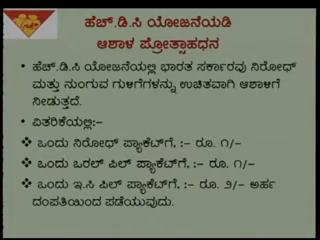 ಹೆಚ್.ಡಿ.ಸಿ ಯೋಜನೆಯಡಿ
ಆಶಾಳ ಪ್ರೋತ್ಸಾಹಧನ
• ಹೆಚ್.ಡಿ.ಸಿ ಯೋಜನೆಯಲ್ಲಿ ಭಾರತ ಸರ್ಕಾರವು ನಿರೋಧ್
ಮತ್ತು ನುಂಗುವ ಗುಳಿಗೆಗಳನ್ನು ಉಚಿತವಾಗಿ ಆಶಾಳಿಗೆ
ನೀಡುತ್ತದೆ.
• ವಿತರಿಕೆಯಲ್ಲಿ:–
❖ ಒಂದು ನಿರೋಧ್ ಪ್ಯಾಕೆಟ್‌ಗೆ. :– ರೂ. ೧/–
❖ ಒಂದು ಒರಲ್ ಪಿಲ್ ಪ್ಯಾಕೆಟ್‌ಗೆ. :– ರೂ. ೧/–
❖ ಒಂದು ಇ.ಸಿ ಪಿಲ್ ಪ್ಯಾಕೆಟ್‌ಗೆ. :– ರೂ. ೨/– ಅರ್ಹ
ದಂಪತಿಯಿಂದ ಪಡೆಯುವುದು.